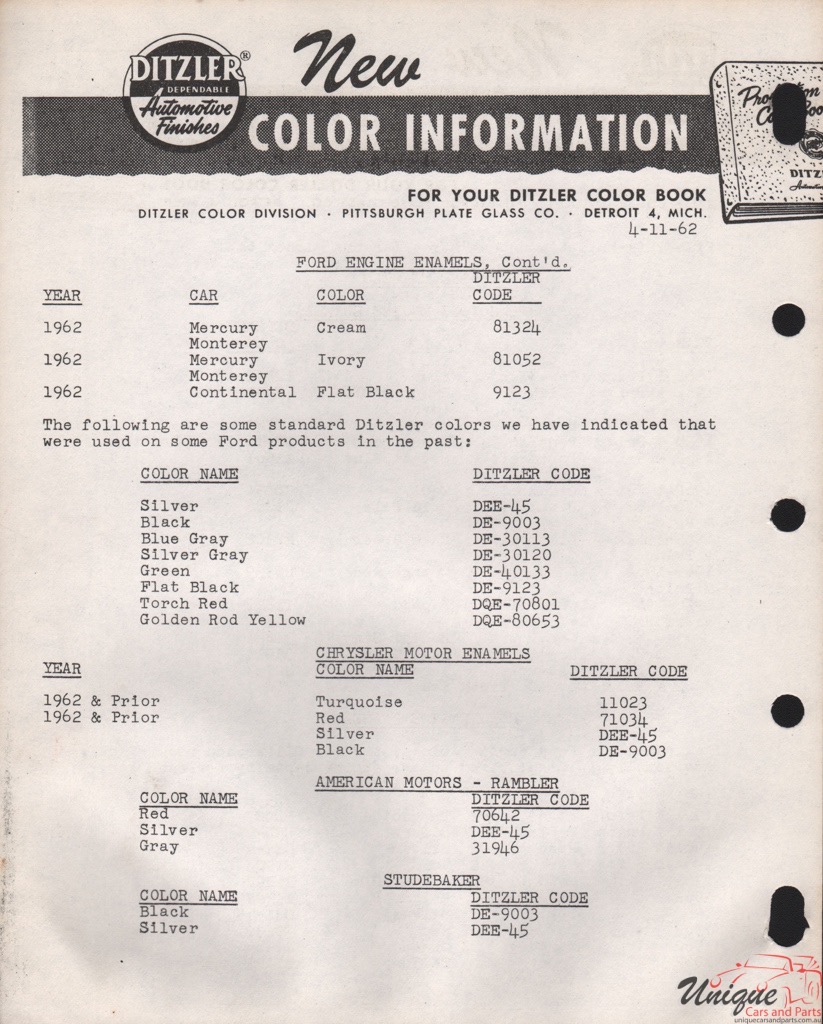 DITZLER®
DEPENDABLE
Automotive
Finishes
New
COLOR INFORMATION
DITZ
FOR YOUR DITZLER COLOR BOOK
DITZLER COLOR DIVISION · PITTSBURGH PLATE GLASS CO. · DETROIT 4, MICH.
4-11-62
FORD ENGINE ENAMELS, Cont'd.
DITZLER
YEAR CAR COLOR CODE
1962 Mercury Cream 81324
Monterey
1962 Mercury Ivory 81052
Monterey
1962 Continental Flat Black 9123
The following are some standard Ditzler colors we have indicated that
were used on some Ford products in the past:
COLOR NAME DITZLER CODE
Silver DEE-45
Black DE-9003
Blue Gray DE-30113
Silver Gray DE-30120
Green DE-40133
Flat Black DE-9123
Torch Red DQE-70801
Golden Rod Yellow DQE-80653
CHRYSLER MOTOR ENAMELS
YEAR COLOR NAME DITZLER CODE
1962 & Prior Turquoise 11023
1962 & Prior Red 71034
Silver DEE-45
Black DE-9003
AMERICAN MOTORS - RAMBLER
COLOR NAME DITZLER CODE
Red 70642
Silver DEE-45
Gray 31946
STUDEBAKER
COLOR NAME DITZLER CODE
Black DE-9003
Silver DEE-45
Unique
Cars and Parts
uniquecarsandparts.com.au